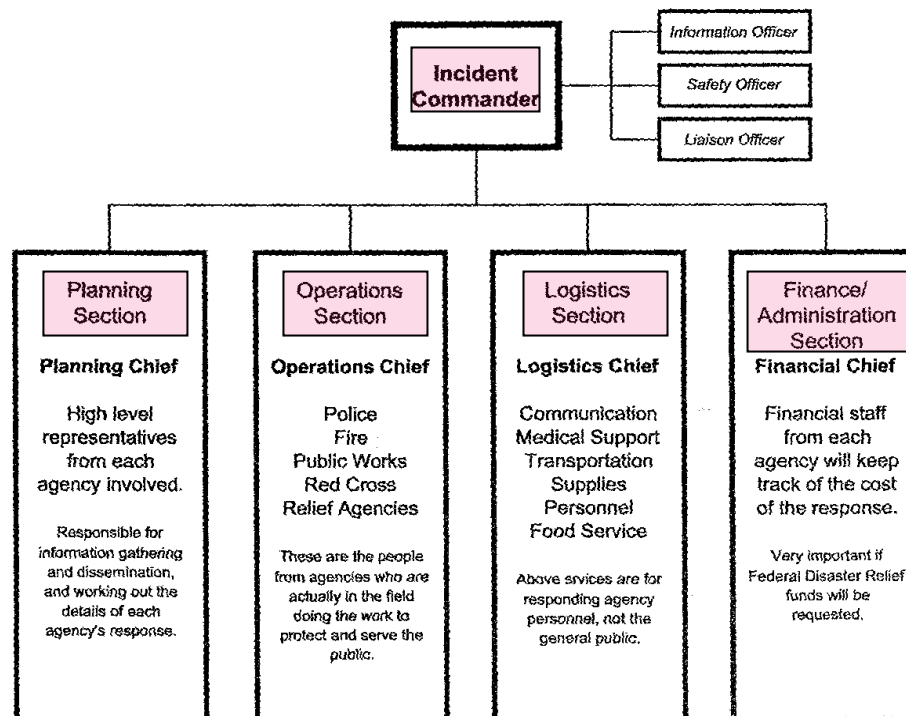 Incident
Commander
Information Officer
Safety Officer
Liaison Officer
Planning
Section
Planning Chief
High level
representatives
from each
agency involved.
Responsible for
information gathering
and dissemination,
and working out the
details of each
agency's response.
Operations
Section
Operations Chief
Police
Fire
Public Works
Red Cross
Relief Agencies
These are the people
from agencies who are
actually in the field
doing the work to
protect and serve the
public.
Logistics
Section
Logistics Chief
Communication
Medical Support
Transportation
Supplies
Personnel
Food Service
Above srvices are for
responding agency
personnel, not the
general public.
Finance/
Administration
Section
Financial Chief
Financial staff
from each
agency will keep
track of the cost
of the response.
Very important if
Federal Disaster Relief
funds will be
requested.